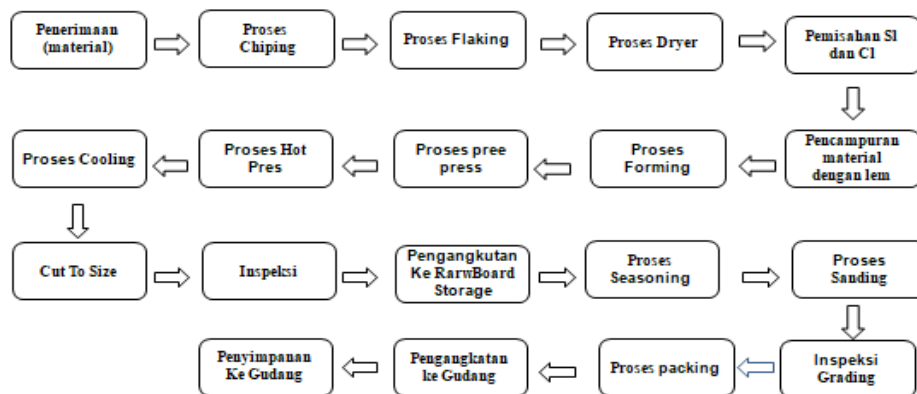 Penerimaan
(material)
Proses
Chiping
Proses Flaking
Proses Dryer
Pemisahan Sl
dan Cl
Pencampuran
material
dengan lem
Proses
Forming
Proses pree
press
Proses Hot
Pres
Proses Cooling
Cut To Size
Inspeksi
Pengangkutan
Ke RarwBoard
Storage
Proses
Seasoning
Proses
Sanding
Inspeksi
Grading
Proses packing
Pengangkatan
ke Gudang
Penyimpanan
Ke Gudang